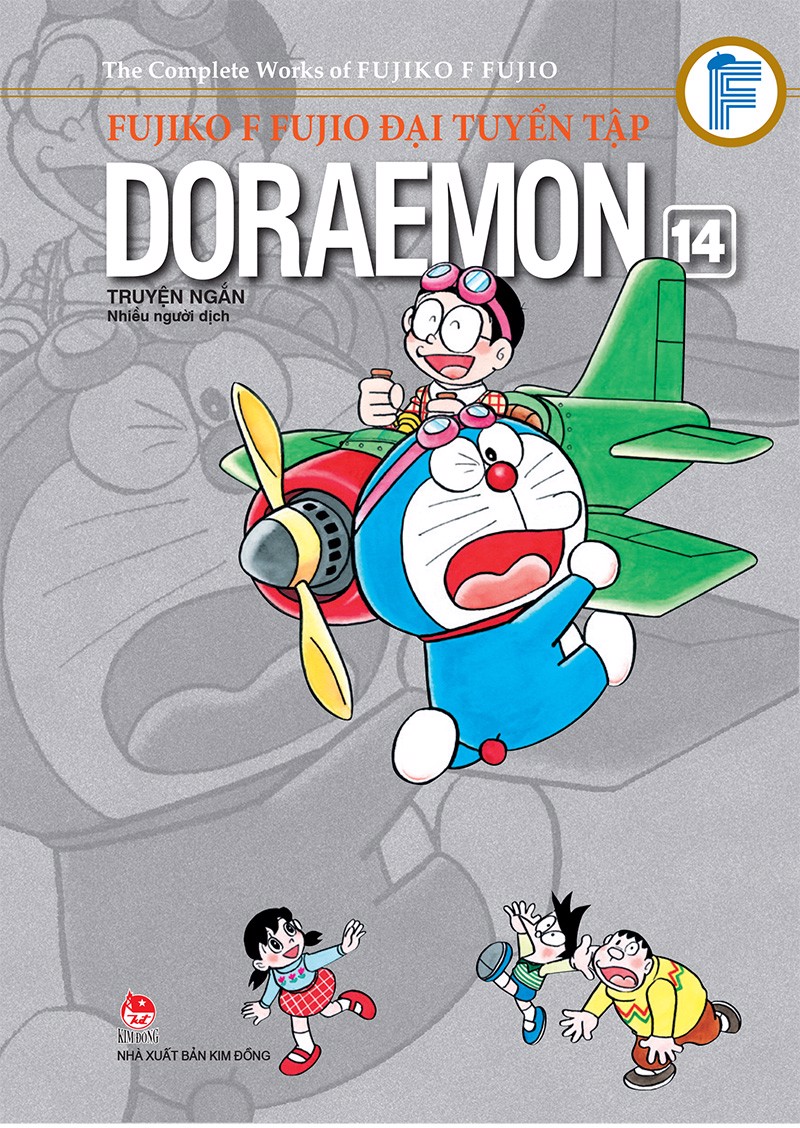 The Complete Works of FUJIKO F FUJIO
F
FUJIKO F FUJIO ĐẠI TUYỂN TẬP
DORAEMON
14
TRUYỆN NGẮN
Nhiều người dịch
KIM ĐỒNG
NHÀ XUẤT BẢN KIM ĐỒNG